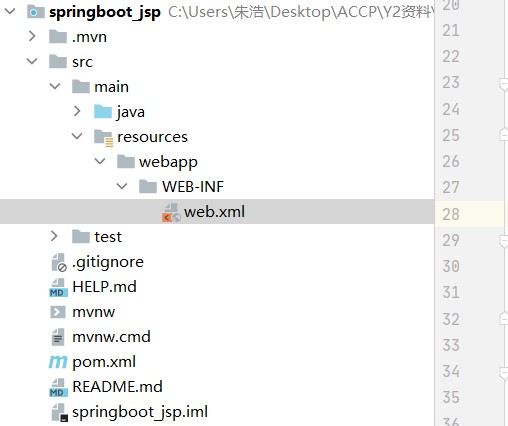 springboot_jsp C:\Users\朱浩\Desktop\ACCP\Y2资料\
.mvn
src
main
java
resources
webapp
WEB-INF
web.xml
test
.gitignore
HELP.md
mvnw
mvnw.cmd
pom.xml
README.md
springboot_jsp.iml
20
21
22
23
24
25
26
27
28
29
30
31
32
33
34
35
36